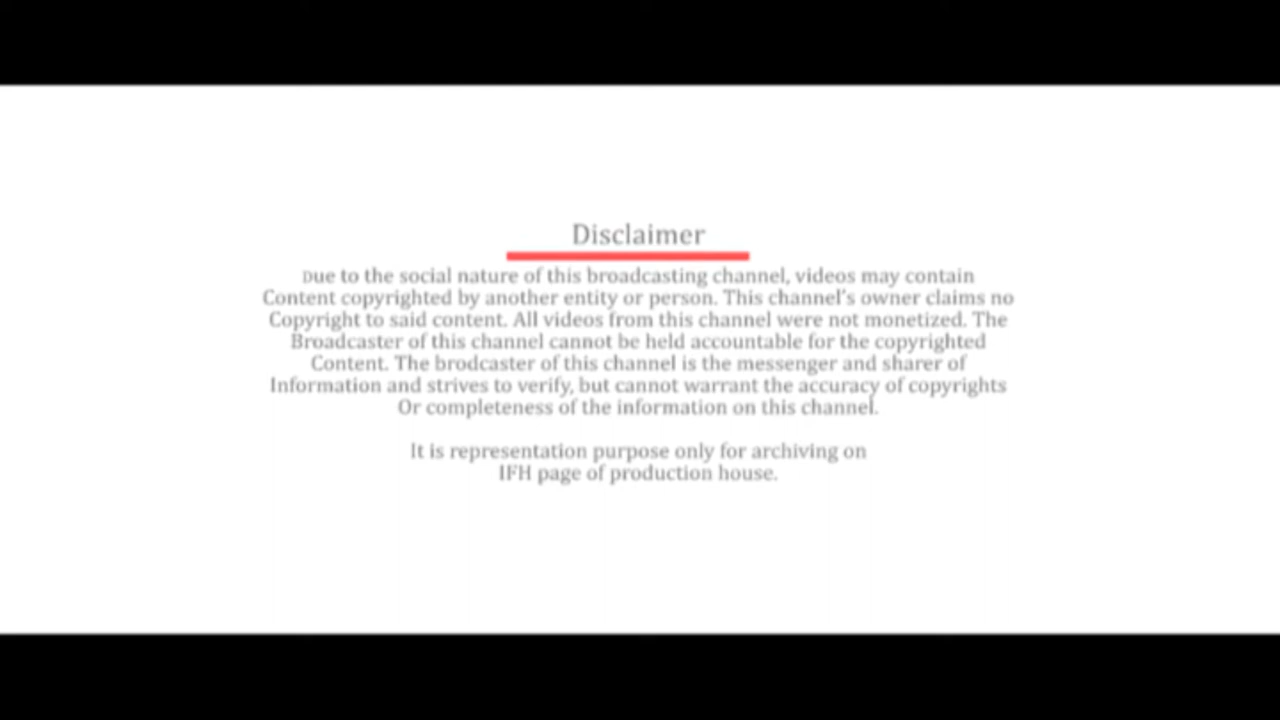 Disclaimer
Due to the social nature of this broadcasting channel, videos may contain
Content copyrighted by another entity or person. This channel's owner claims no
Copyright to said content. All videos from this channel were not monetized. The
Broadcaster of this channel cannot be held accountable for the copyrighted
Content. The brodcaster of this channel is the messenger and sharer of
Information and strives to verify, but cannot warrant the accuracy of copyrights
Or completeness of the information on this channel.
It is representation purpose only for archiving on
IFH page of production house.